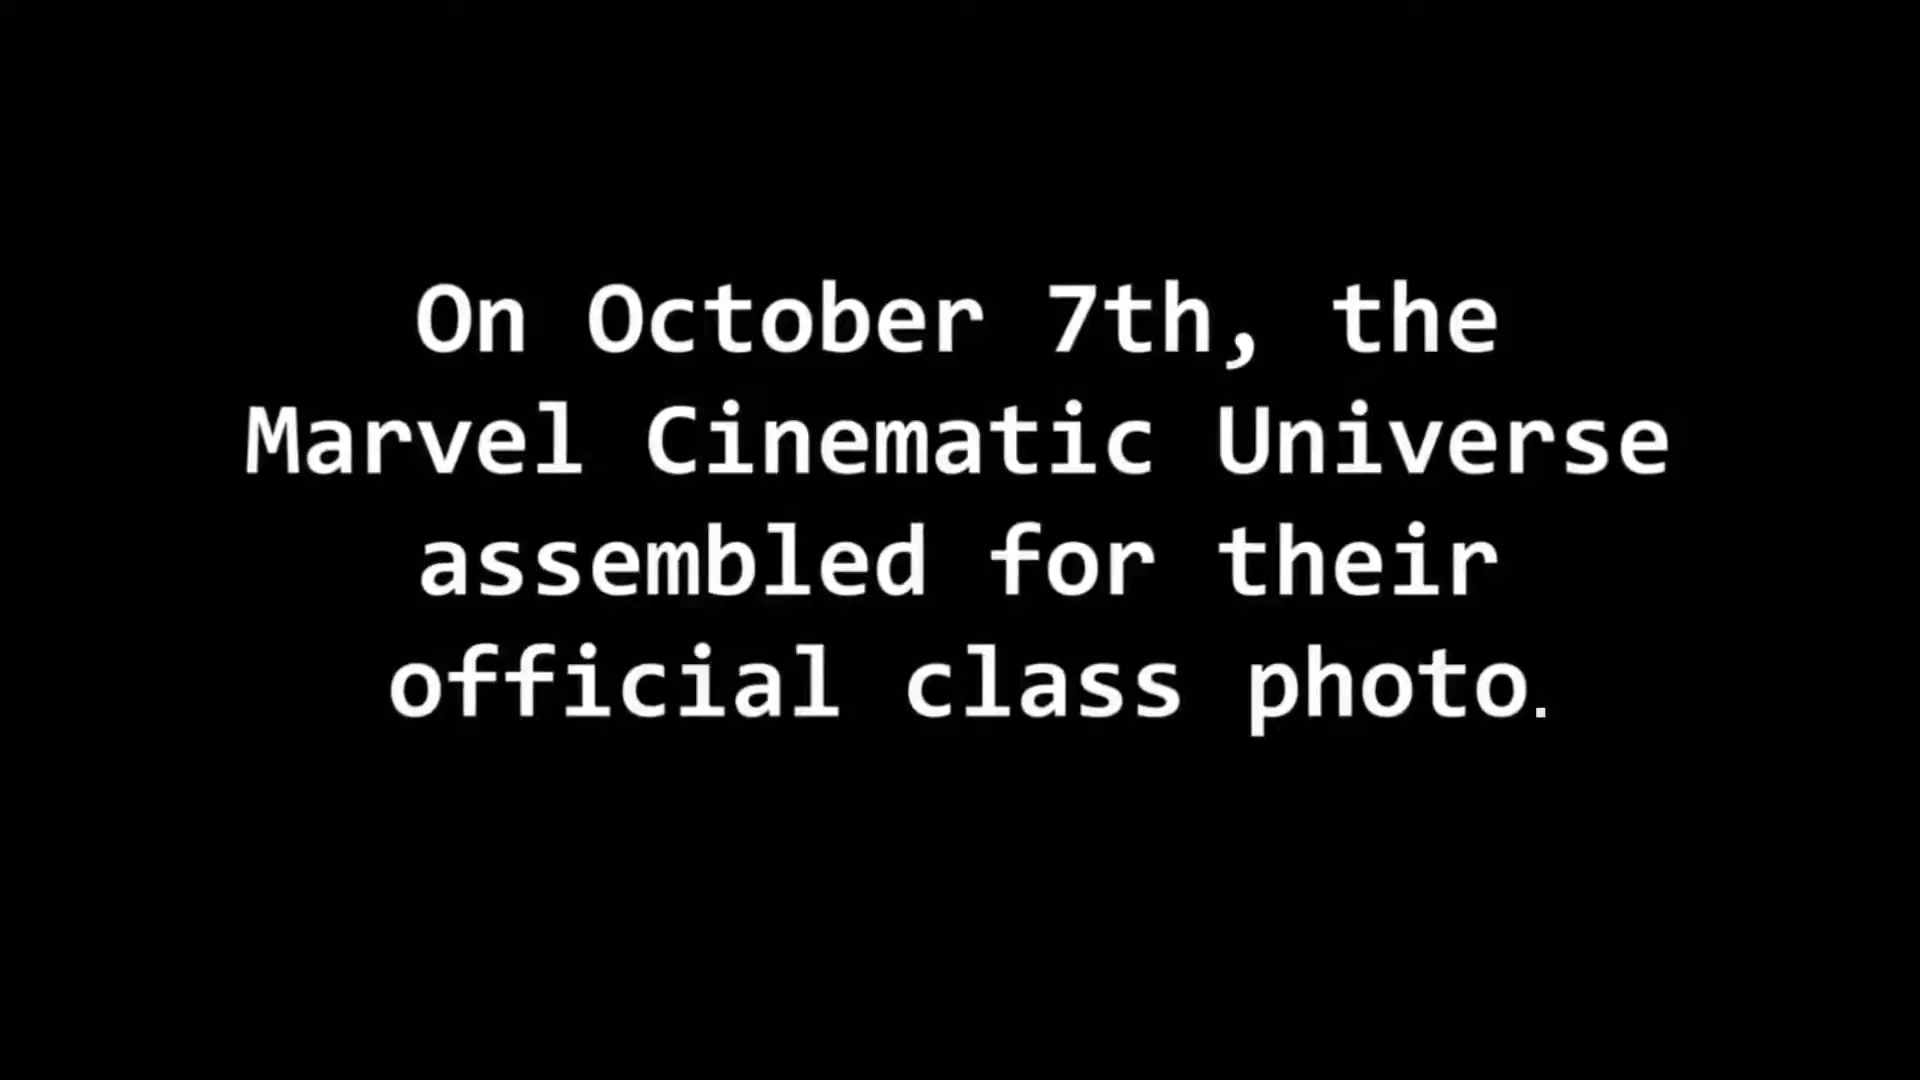 On October 7th, the
Marvel Cinematic Universe
assembled for their
official class photo.